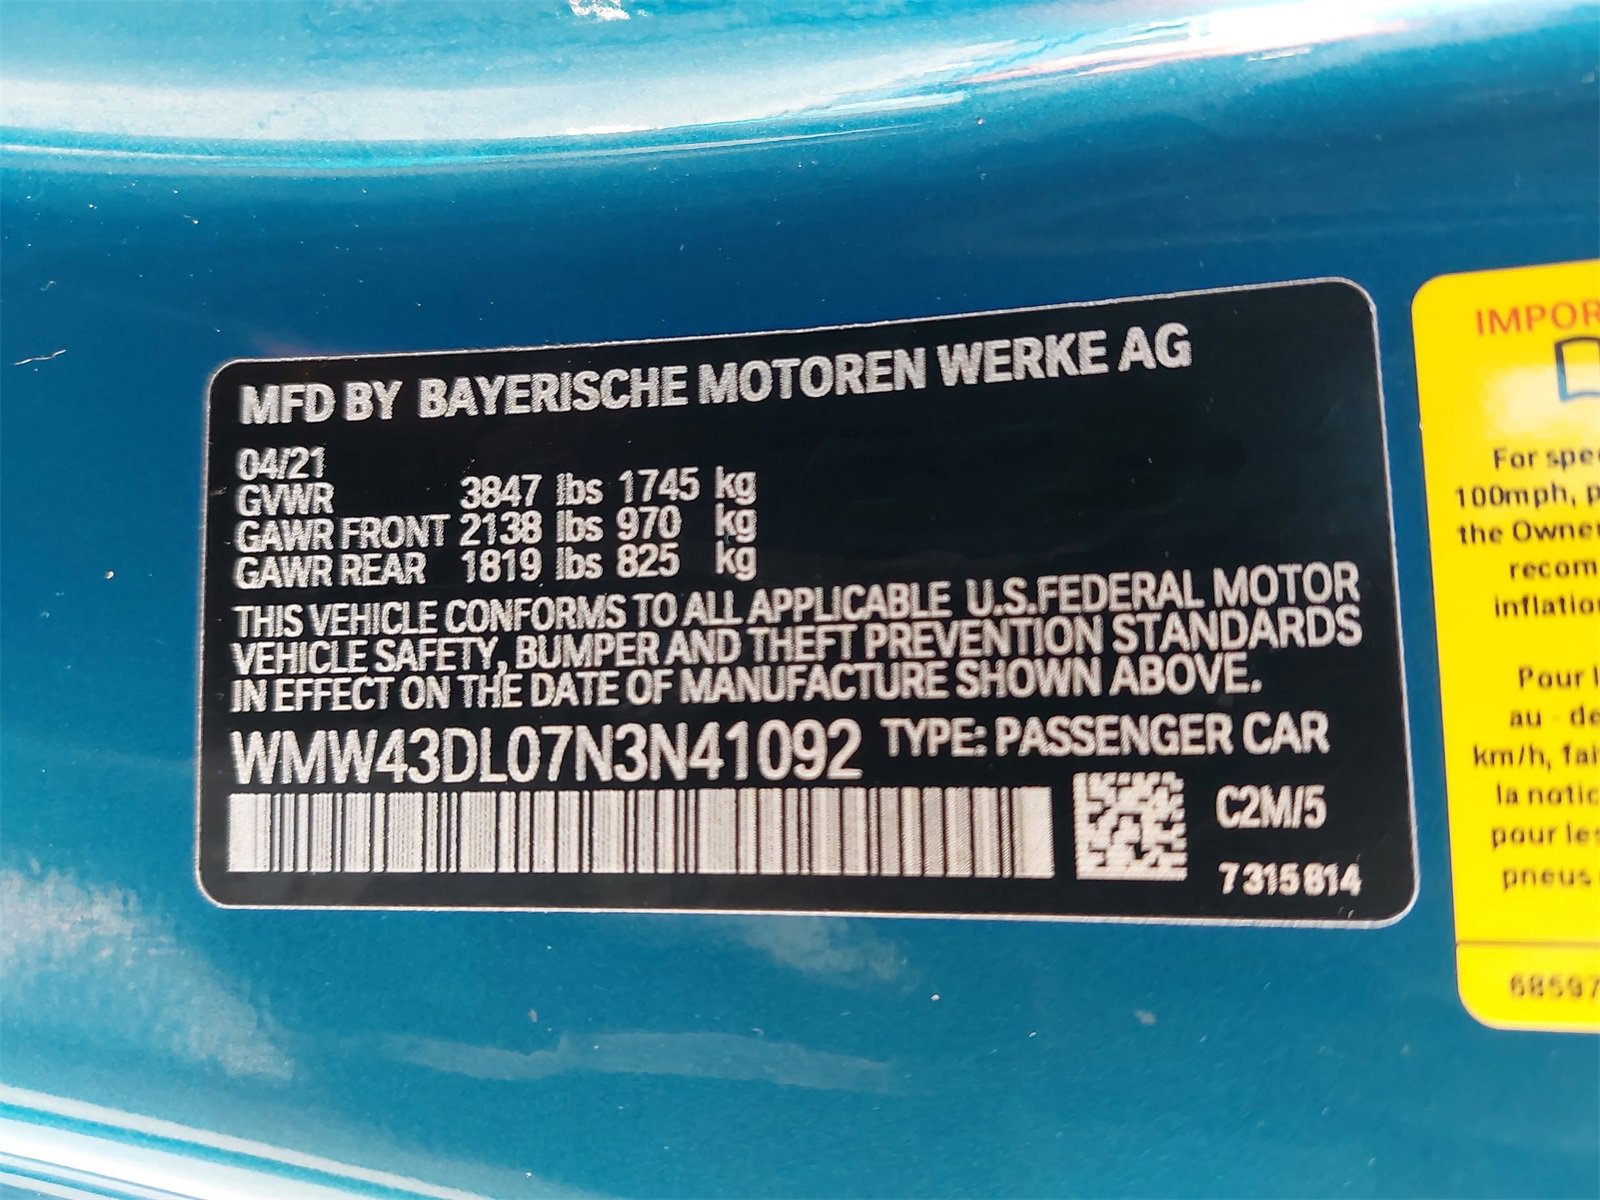 MFD BY BAYERISCHE MOTOREN WERKE AG
04/21
GVWR 3847 lbs 1745 kg
GAWR FRONT 2138 lbs 970 kg
GAWR REAR 1819 lbs 825 kg
THIS VEHICLE CONFORMS TO ALL APPLICABLE U.S.FEDERAL MOTOR
VEHICLE SAFETY, BUMPER AND THEFT PREVENTION STANDARDS
IN EFFECT ON THE DATE OF MANUFACTURE SHOWN ABOVE.
WMW43DL07N3N41092 TYPE: PASSENGER CAR
C2M/5
7315814
IMPOR
For spe
100mph, p
the Owner
recom
inflatio
Pour l
au - de
km/h, fai
la notic
pour les
pneus
68597